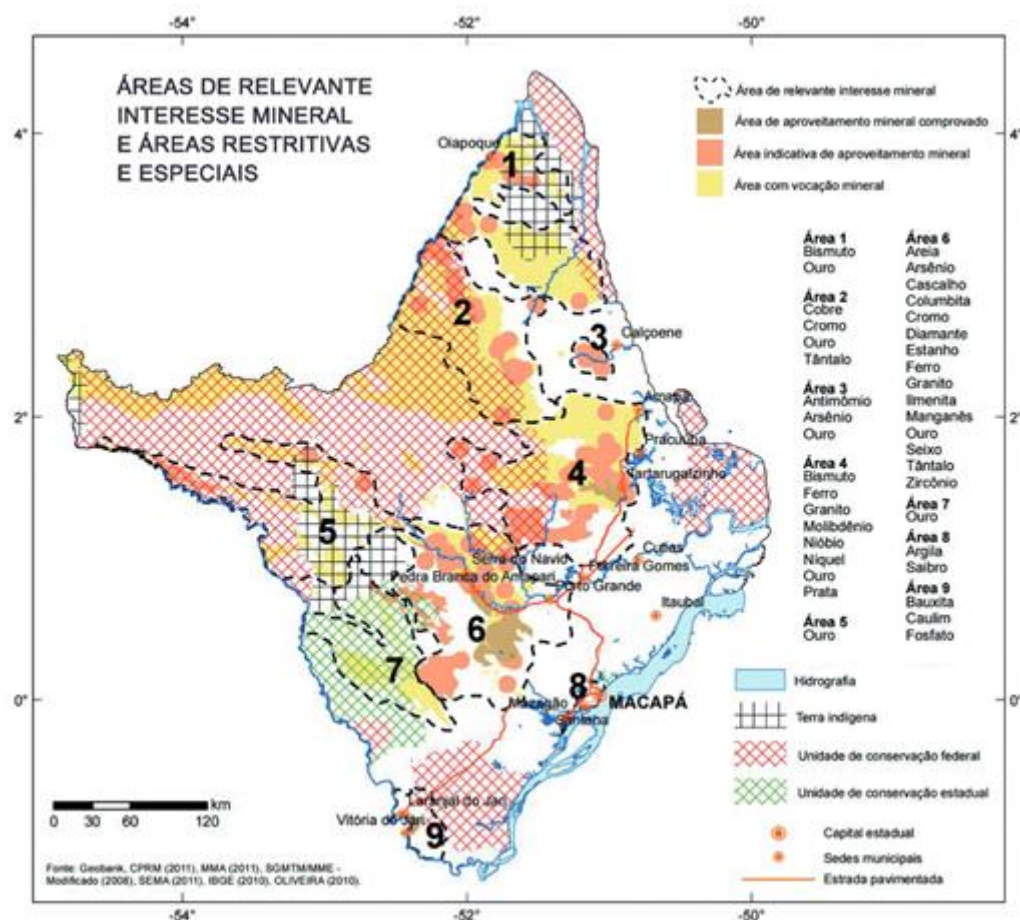 -54°
-52°
-50°
ÁREAS DE RELEVANTE
INTERESSE MINERAL
E ÁREAS RESTRITIVAS
E ESPECIAIS
Área de relevante interesse mineral
Área de aproveitamento mineral comprovado
Área indicativa de aproveitamento mineral
Área com vocação mineral
4°
4°
2°
2°
0°
0°
Oiapoque
1
2
3
Calçoene
Amapá
Pracuúba
4
Tartarugalzinho
5
Serra do Navio
Cutias
Ferreira Gomes
Pedra Branca do Amapari
Porto Grande
Itaubal
6
7
8
MACAPÁ
Mazagão
Santana
Laranjal do Jari
Vitória do Jari
9
Área 1
Bismuto
Ouro
Área 2
Cobre
Cromo
Ouro
Tântalo
Área 3
Antimômio
Arsênio
Ouro
Área 4
Bismuto
Ferro
Granito
Molibdênio
Nióbio
Níquel
Ouro
Prata
Área 5
Ouro
Área 6
Areia
Arsênio
Cascalho
Columbita
Cromo
Diamante
Estanho
Ferro
Granito
Ilmenita
Manganês
Ouro
Seixo
Tântalo
Zircônio
Área 7
Ouro
Área 8
Argila
Saibro
Área 9
Bauxita
Caulim
Fosfato
Hidrografia
Terra indígena
Unidade de conservação federal
Unidade de conservação estadual
Capital estadual
Sedes municipais
Estrada pavimentada
km
0 30 60 120
Fonte: Geobank, CPRM (2011), MMA (2011), SGMTM/MME -
Modificado (2008), SEMA (2011), IBGE (2010), OLIVEIRA (2010).
-54°
-52°
-50°